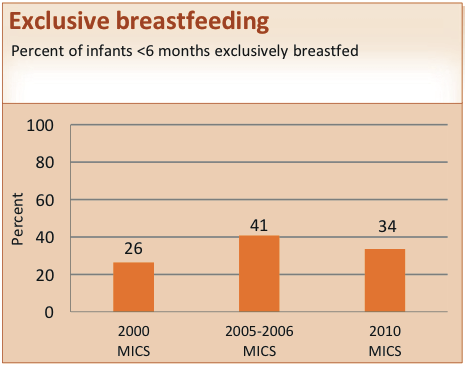 Exclusive breastfeeding
Percent of infants <6 months exclusively breastfed
Percent
100
80
60
40
20
0
26
41
34
2000
MICS
2005-2006
MICS
2010
MICS